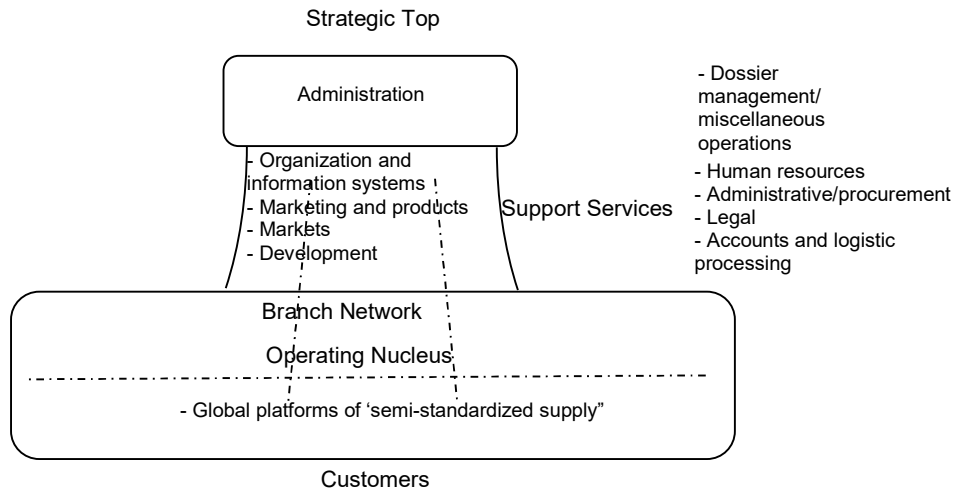 Strategic Top
Administration
- Organization and
information systems
- Marketing and products
- Markets
- Development
Support Services
- Dossier
management/
miscellaneous
operations
- Human resources
- Administrative/procurement
- Legal
- Accounts and logistic
processing
Branch Network
Operating Nucleus
- Global platforms of ‘semi-standardized supply”
Customers